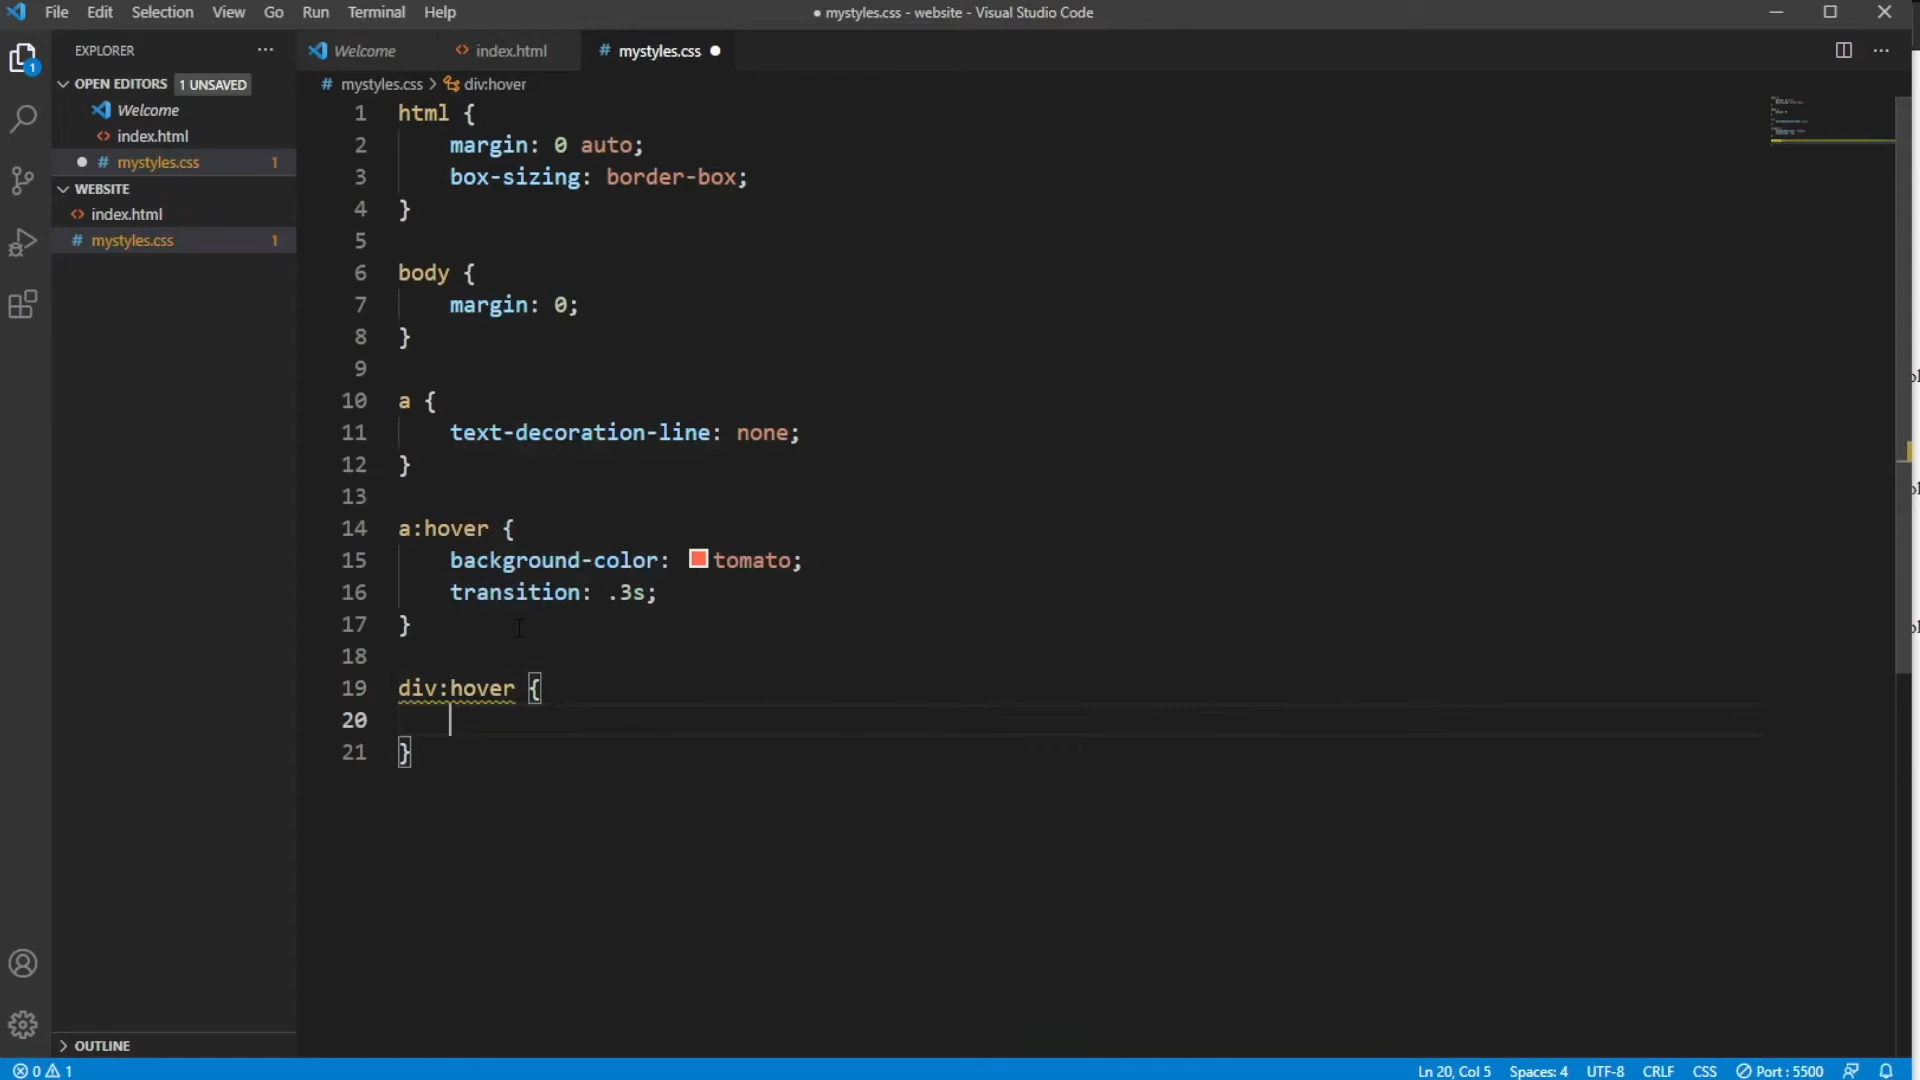 File Edit Selection View Go Run Terminal Help
● mystyles.css - website - Visual Studio Code
EXPLORER
Welcome
index.html
mystyles.css
OPEN EDITORS 1 UNSAVED
Welcome
index.html
mystyles.css 1
WEBSITE
index.html
mystyles.css 1
OUTLINE
# mystyles.css > div:hover
1 html {
2 margin: 0 auto;
3 box-sizing: border-box;
4 }
5
6 body {
7 margin: 0;
8 }
9
10 a {
11 text-decoration-line: none;
12 }
13
14 a:hover {
15 background-color: tomato;
16 transition: .3s;
17 }
18
19 div:hover {
20
21 }
0 1
Ln 20, Col 5 Spaces: 4 UTF-8 CRLF CSS Port : 5500